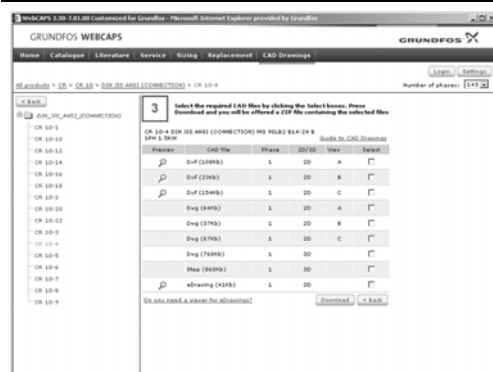 WebCAPS 3.30-7.01.08 Customized for Grundfos - Microsoft Internet Explorer provided by Grundfos
GRUNDFOS WEBCAPS
GRUNDFOS
Home Catalogue Literature Service Sizing Replacement CAD Drawings
Login Settings
All products > CR > CR 10 > DIN JIS ANSI (CONNECTION) > CR 10-4
Number of phases: 1+3
< Back
DIN_JIS_ANSI_(CONNECTION)
CR 10-1
CR 10-10
CR 10-12
CR 10-14
CR 10-16
CR 10-18
CR 10-2
CR 10-20
CR 10-22
CR 10-3
CR 10-4
CR 10-5
CR 10-6
CR 10-7
CR 10-8
CR 10-9
3
Select the required CAD files by clicking the Select boxes. Press
Download and you will be offered a ZIP file containing the selected files
CR 10-4 DIN JIS ANSI (CONNECTION) MG 90LB2 B14-24 &
1PH 1.5KW
Guide to CAD Drawings
Preview CAD file Phase 2D/3D View Select
Dxf (108Kb) 1 2D A
Dxf (23Kb) 1 2D B
Dxf (154Kb) 1 2D C
Dwg (64Kb) 1 2D A
Dwg (37Kb) 1 2D B
Dwg (67Kb) 1 2D C
Dwg (768Kb) 1 3D
Step (860Kb) 1 3D
eDrawing (41Kb) 1 3D
Do you need a viewer for eDrawings?
Download < Back